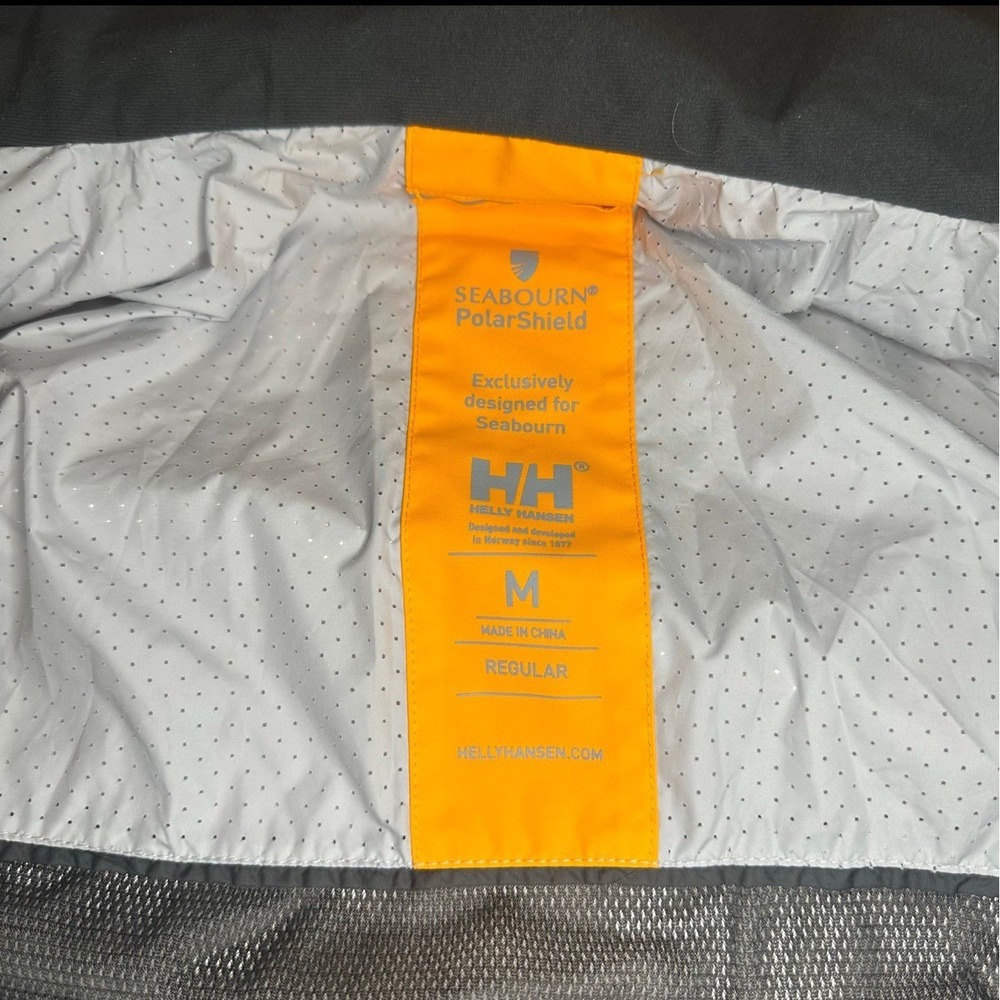 SEABOURN®
PolarShield
Exclusively
designed for
Seabourn
HH®
HELLY HANSEN
Designed and developed
in Norway since 1877
M
MADE IN CHINA
REGULAR
HELLYHANSEN.COM